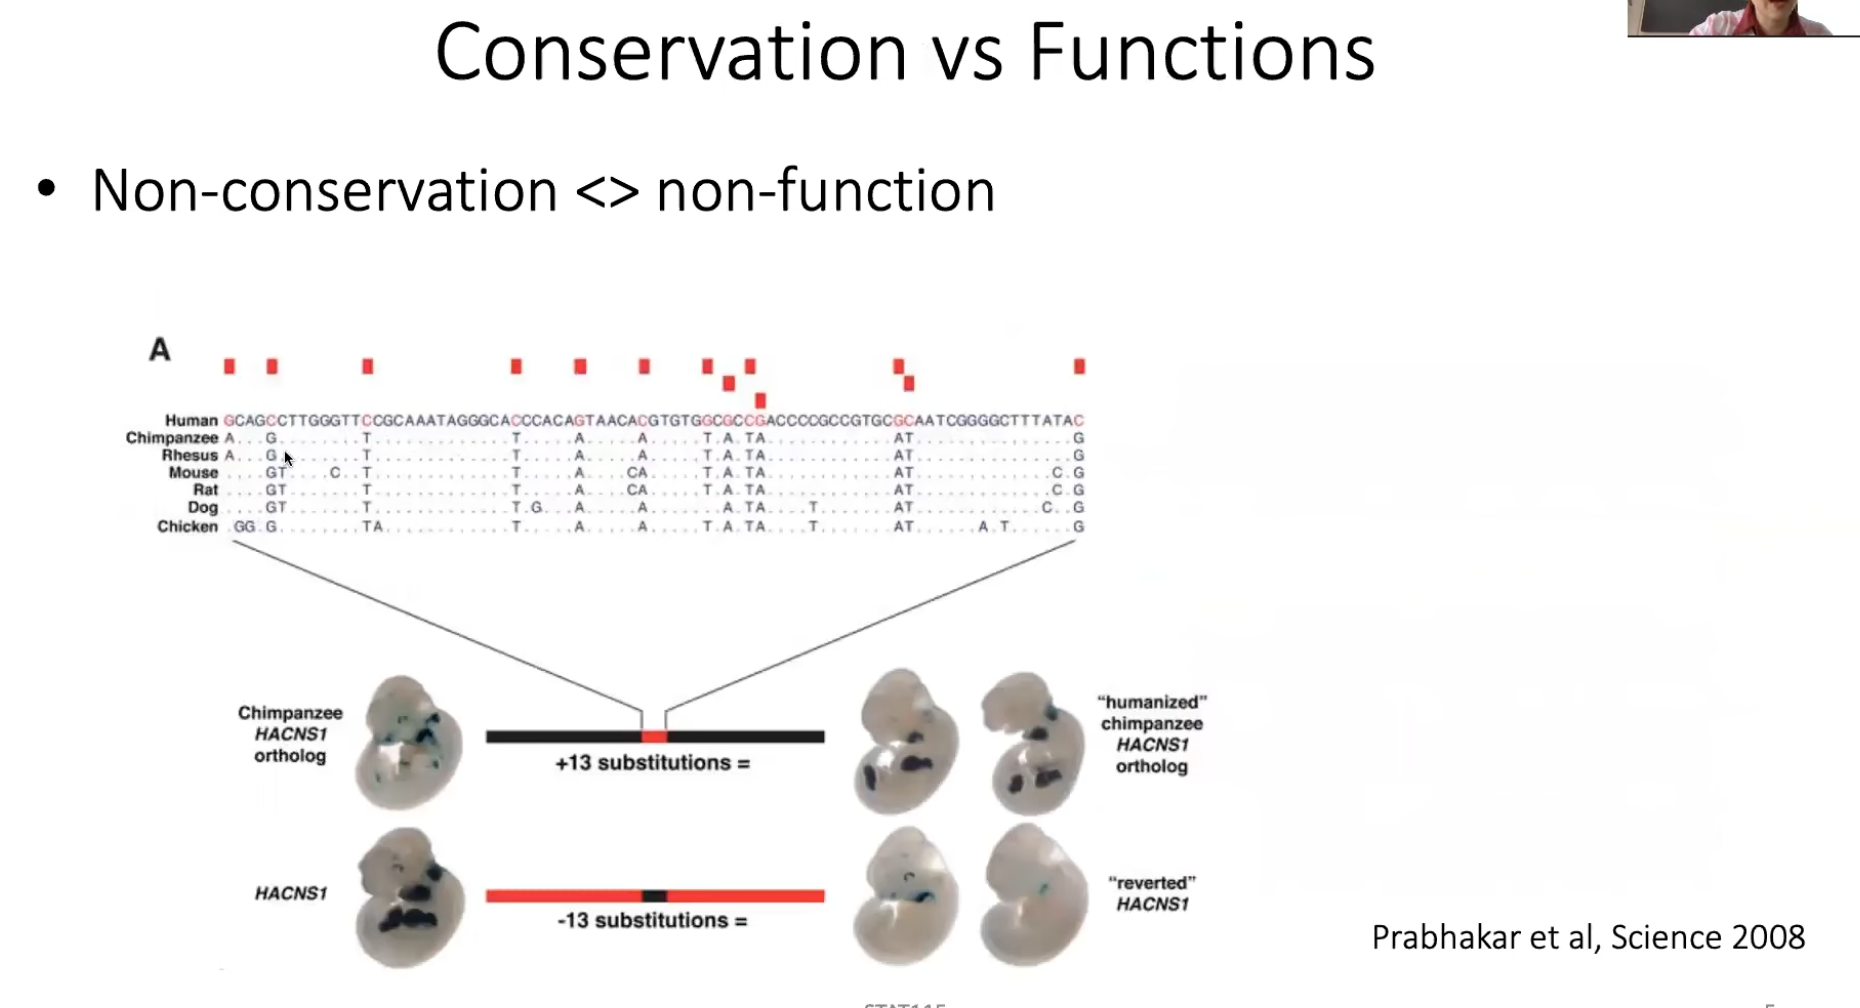 Conservation vs Functions
• Non-conservation <> non-function
A
Human GCAGCCTTGGGTTCCGCAAATAGGGCACCCACAGTAACACGTGTGGCGCCGACCCCGCCGTGCGCAATCGGGGCTTTATAC
Chimpanzee A...G........T.............T.....A.....A.....T.A.TA............AT...............G
Rhesus A...G........T.............T.....A.....A.....T.A.TA............AT...............G
Mouse ....GT....C..T.............T.....A....CA.....T.A.TA............AT.............C.G
Rat ....GT.......T.............T.....A....CA.....T.A.TA............AT.............C.G
Dog ....GT.......T.............T.G...A.....A.......A.TA....T.......AT............C..G
Chicken .GG.G........TA............T.....A.....A.....T.A.TA....T.......AT......A.T......G
Chimpanzee
HACNS1
ortholog
+13 substitutions =
"humanized"
chimpanzee
HACNS1
ortholog
HACNS1
-13 substitutions =
"reverted"
HACNS1
Prabhakar et al, Science 2008